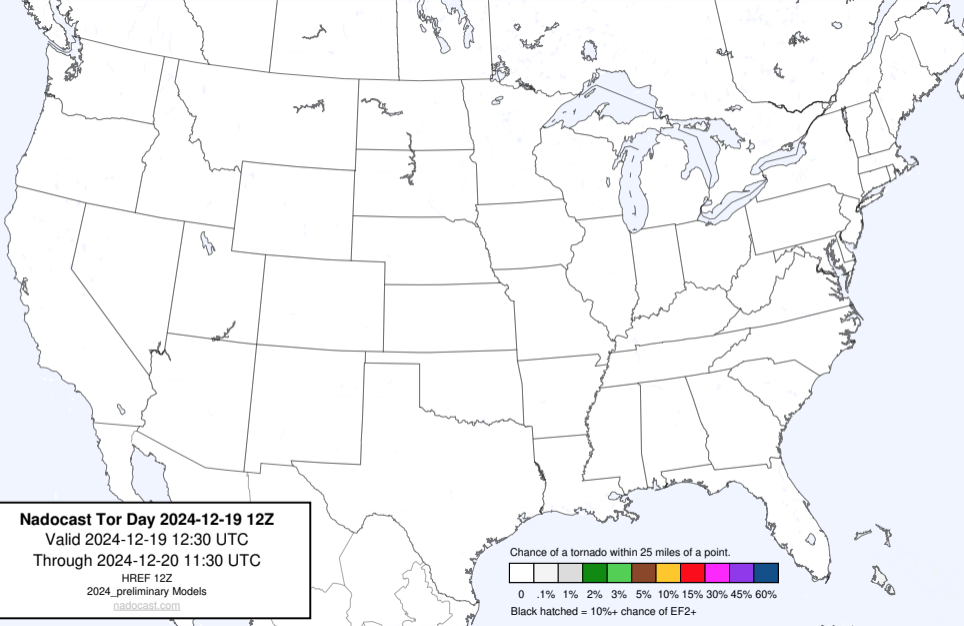 Nadocast Tor Day 2024-12-19 12Z
Valid 2024-12-19 12:30 UTC
Through 2024-12-20 11:30 UTC
HREF 12Z
2024_preliminary Models
nadocast.com
Chance of a tornado within 25 miles of a point.
0 .1% 1% 2% 3% 5% 10% 15% 30% 45% 60%
Black hatched = 10%+ chance of EF2+